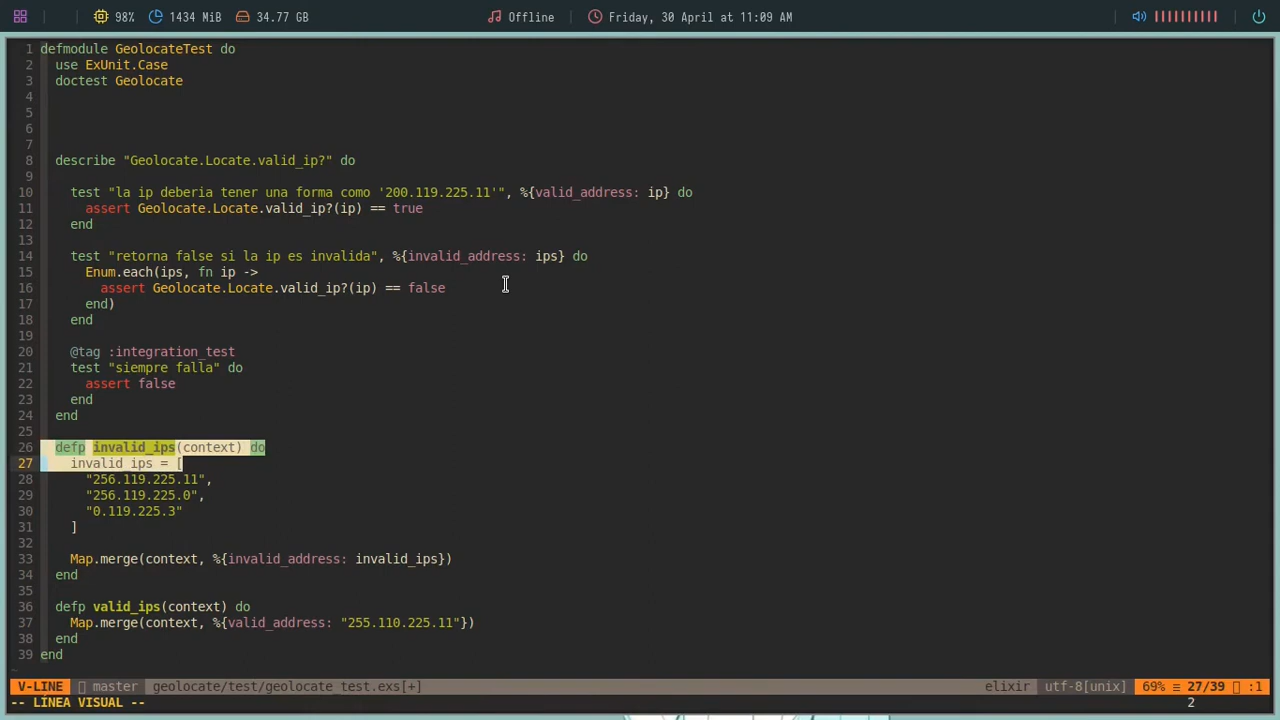 98% 1434 MiB 34.77 GB Offline Friday, 30 April at 11:09 AM
1 defmodule GeolocateTest do
2   use ExUnit.Case
3   doctest Geolocate
4
5
6
7
8   describe "Geolocate.Locate.valid_ip?" do
9
10     test "la ip deberia tener una forma como '200.119.225.11'", %{valid_address: ip} do
11       assert Geolocate.Locate.valid_ip?(ip) == true
12     end
13
14     test "retorna false si la ip es invalida", %{invalid_address: ips} do
15       Enum.each(ips, fn ip ->
16         assert Geolocate.Locate.valid_ip?(ip) == false
17       end)
18     end
19
20     @tag :integration_test
21     test "siempre falla" do
22       assert false
23     end
24   end
25
26   defp invalid_ips(context) do
27     invalid_ips = [
28       "256.119.225.11",
29       "256.119.225.0",
30       "0.119.225.3"
31     ]
32
33     Map.merge(context, %{invalid_address: invalid_ips})
34   end
35
36   defp valid_ips(context) do
37     Map.merge(context, %{valid_address: "255.110.225.11"})
38   end
39 end
~
V-LINE master geolocate/test/geolocate_test.exs[+] elixir utf-8[unix] 69% ≡ 27/39 :1
-- LÍNEA VISUAL -- 2